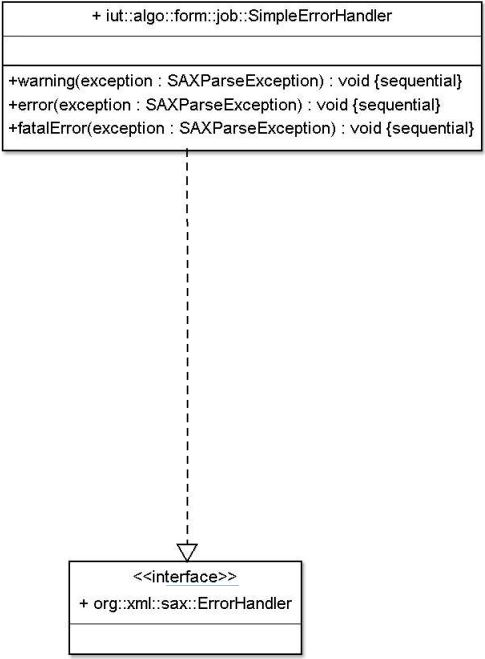 + iut::algo::form::job::SimpleErrorHandler
+warning(exception : SAXParseException) : void {sequential}
+error(exception : SAXParseException) : void {sequential}
+fatalError(exception : SAXParseException) : void {sequential}
<<interface>>
+ org::xml::sax::ErrorHandler